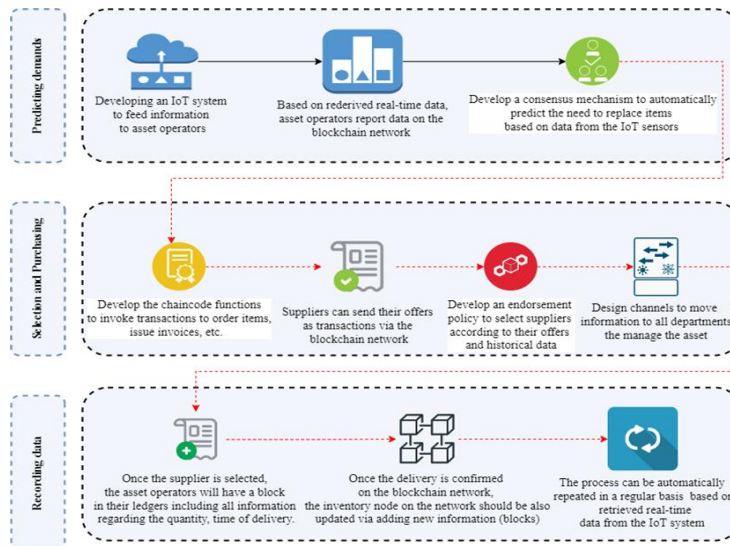 Predicting demands
Developing an IoT system
to feed information
to asset operators
Based on rederived real-time data,
asset operators report data on the
blockchain network
Develop a consensus mechanism to automatically
predict the need to replace items
based on data from the IoT sensors
Selection and Purchasing
Develop the chaincode functions
to invoke transactions to order items,
issue invoices, etc.
Suppliers can send their offers
as transactions via the
blockchain network
Develop an endorsement
policy to select suppliers
according to their offers
and historical data
Design channels to move
information to all departments
the manage the asset
Recording data
Once the supplier is selected,
the asset operators will have a block
in their ledgers including all information
regarding the quantity, time of delivery.
Once the delivery is confirmed
on the blockchain network,
the inventory node on the network should be also
updated via adding new information (blocks)
The process can be automatically
repeated in a regular basis based on
retrieved real-time
data from the IoT system